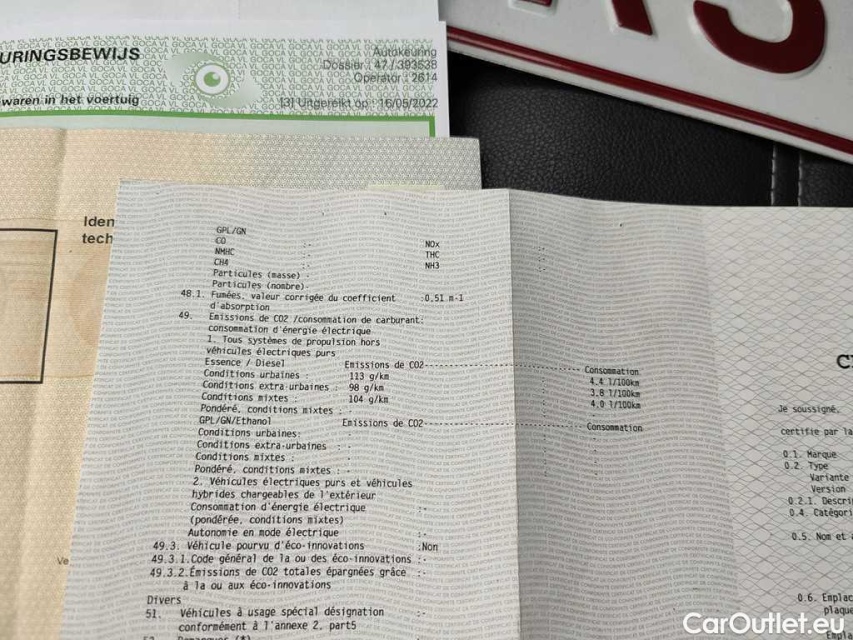 URINGSBEWIJS
Autokeuring
Dossier : 47 / 393538
Operator : 2614
waren in het voertuig
13) Uitgereikt op : 16/05/2022
Iden
tech
GPL/GN
CO :- NOx
NMHC THC
CH4 :- NH3
Particules (masse) -
Particules (nombre) -
48.1. Fumées, valeur corrigée du coefficient :0,51 m-1
d'absorption
49. Emissions de CO2 /consommation de carburant:
consommation d'énergie électrique
1. Tous systèmes de propulsion hors
véhicules électriques purs
Essence / Diesel Emissions de CO2 Consommation
Conditions urbaines : 113 g/km 4.4 l/100km
Conditions extra-urbaines : 98 g/km 3.8 l/100km
Conditions mixtes : 104 g/km 4.0 l/100km
Pondéré, conditions mixtes : -
GPL/GN/Ethanol Emissions de CO2 Consommation
Conditions urbaines:
Conditions extra-urbaines : -
Conditions mixtes : -
Pondéré, conditions mixtes : -
2. Véhicules électriques purs et véhicules
hybrides chargeables de l'extérieur
Consommation d'énergie électrique :-
(pondérée, conditions mixtes)
Autonomie en mode électrique :-
49.3. Véhicule pourvu d'éco-innovations :Non
49.3.1.Code général de la ou des éco-innovations :-
49.3.2.Émissions de CO2 totales épargnées grâce :-
à la ou aux éco-innovations
Divers
51. Véhicules à usage spécial désignation :-
conformément à l'annexe 2, part5
Ve
Je soussigné,
certifie par la
0.1. Marque
0.2. Type
Variante
Version
0.2.1. Descri
0.4. Catégori
0.5. Nom et a
0.6. Emplac
plaque
Empla
CarOutlet.eu